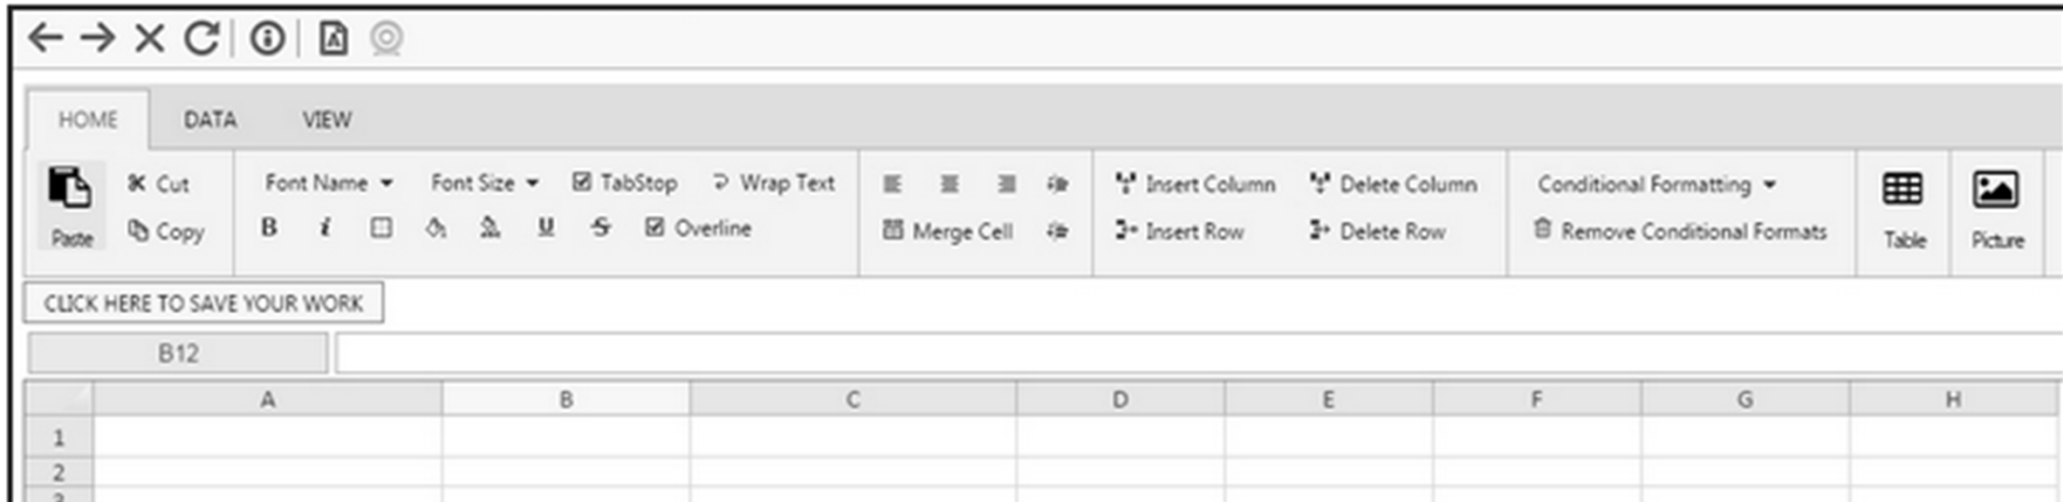 HOME DATA VIEW
Cut Font Name Font Size TabStop Wrap Text Insert Column Delete Column Conditional Formatting
Paste Copy B i U S Overline Merge Cell Insert Row Delete Row Remove Conditional Formats Table Picture
CLICK HERE TO SAVE YOUR WORK
B12
A B C D E F G H
1
2
3